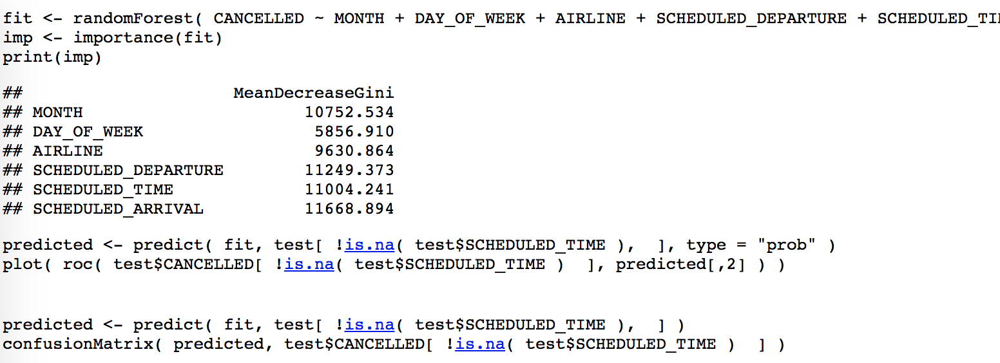 fit <- randomForest( CANCELLED ~ MONTH + DAY_OF_WEEK + AIRLINE + SCHEDULED_DEPARTURE + SCHEDULED_TI
imp <- importance(fit)
print(imp)
## MeanDecreaseGini
## MONTH 10752.534
## DAY_OF_WEEK 5856.910
## AIRLINE 9630.864
## SCHEDULED_DEPARTURE 11249.373
## SCHEDULED_TIME 11004.241
## SCHEDULED_ARRIVAL 11668.894
predicted <- predict( fit, test[ !is.na( test$SCHEDULED_TIME ),  ], type = "prob" )
plot( roc( test$CANCELLED[ !is.na( test$SCHEDULED_TIME )  ], predicted[,2] ) )
predicted <- predict( fit, test[ !is.na( test$SCHEDULED_TIME ),  ] )
confusionMatrix( predicted, test$CANCELLED[ !is.na( test$SCHEDULED_TIME )  ] )